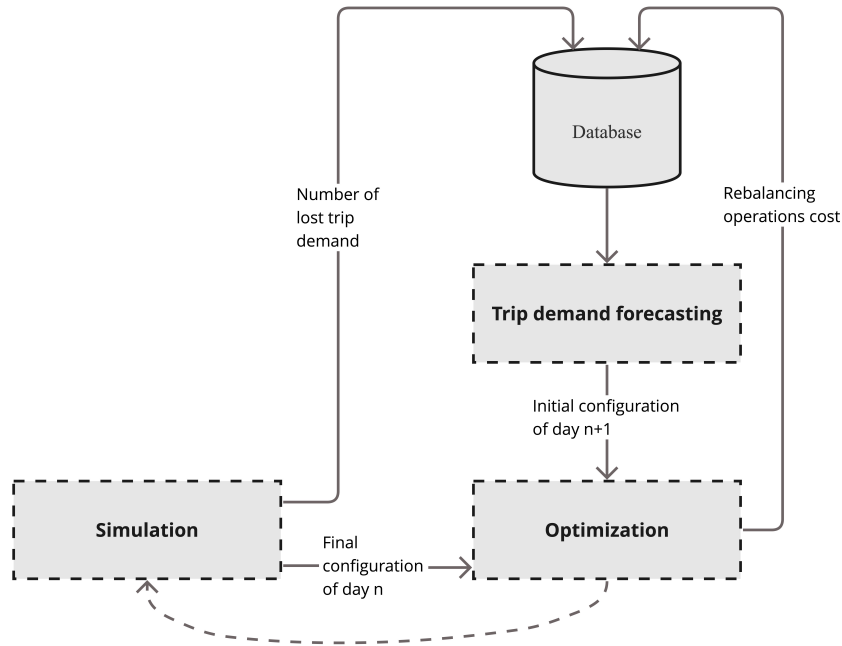 Database
Number of
lost trip
demand
Rebalancing
operations cost
Trip demand forecasting
Initial configuration
of day n+1
Simulation
Final
configuration
of day n
Optimization